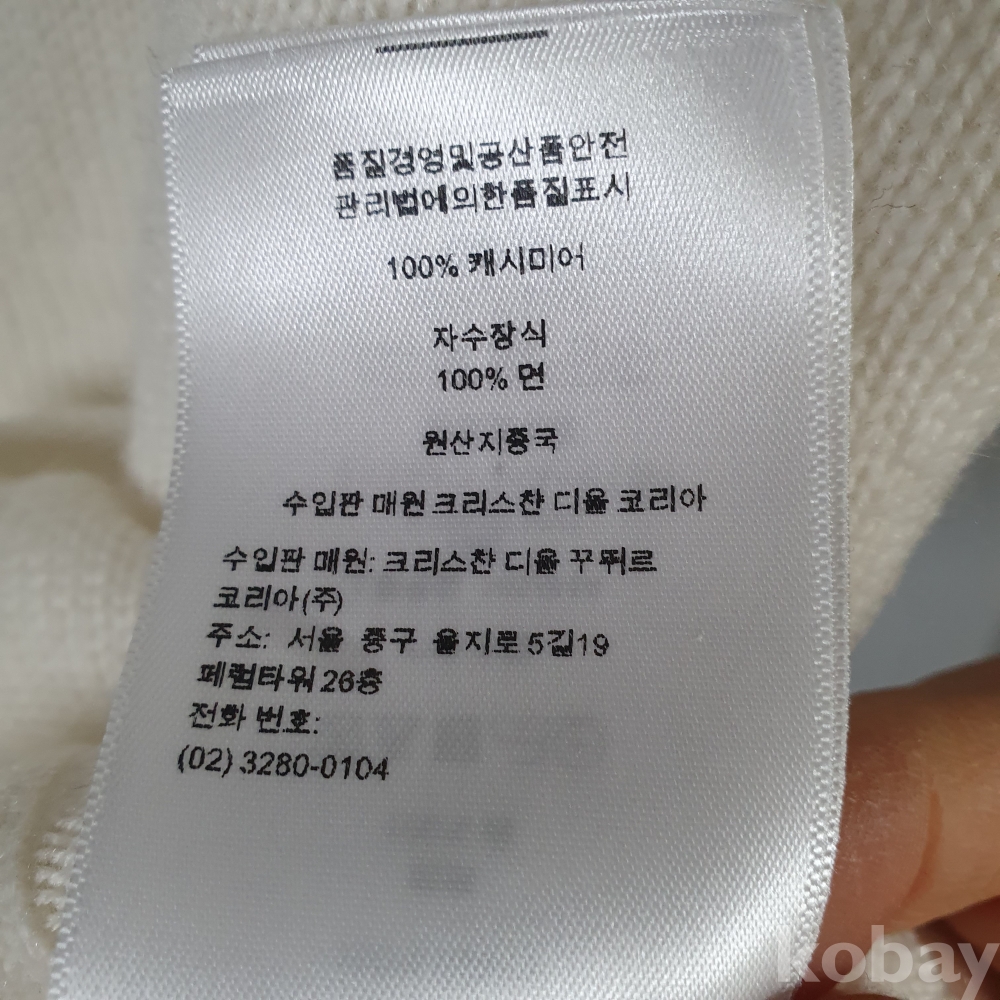 품질경영및공산품안전
관리법에의한품질표시
100% 캐시미어
자수장식
100% 면
원산지중국
수입판 매원 크리스챤 디올 코리아
수입판 매원: 크리스챤 디올 꾸뛰르
코리아(주)
주소: 서울 중구 을지로5길19
페럼타워 26층
전화 번호:
(02) 3280-0104
kobay